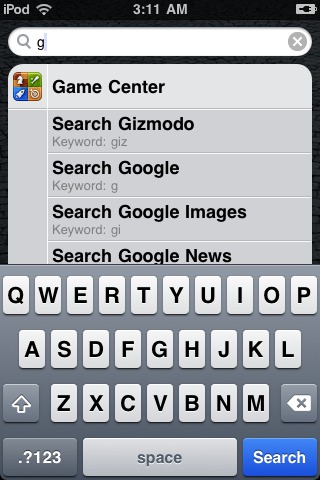 iPod 3:11 AM
g
Game Center
Search Gizmodo
Keyword: giz
Search Google
Keyword: g
Search Google Images
Keyword: gi
Search Google News
Q W E R T Y U I O P
A S D F G H J K L
Z X C V B N M
.?123 space Search